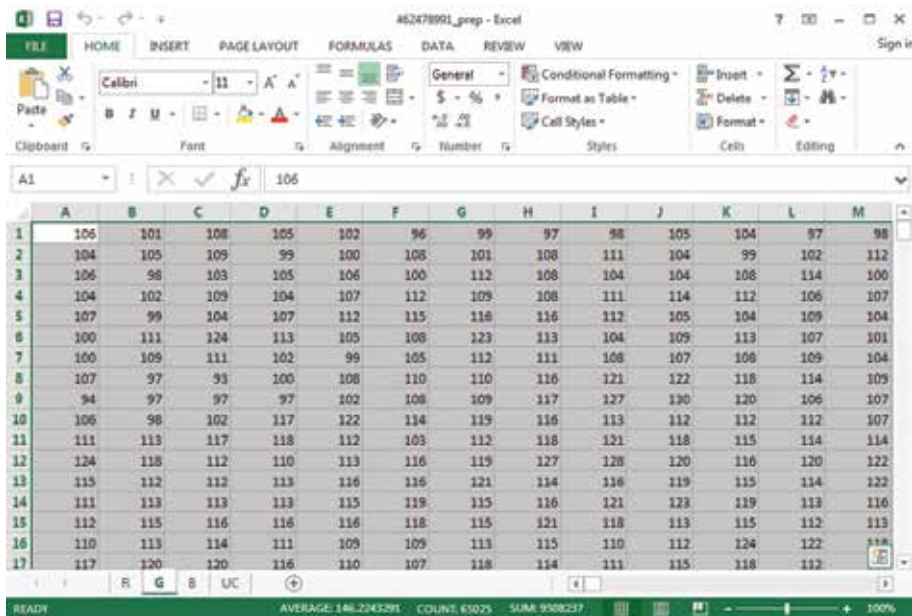 462478991_prep - Excel
FILE HOME INSERT PAGE LAYOUT FORMULAS DATA REVIEW VIEW Sign in
Calibri 11 A A General Conditional Formatting Insert Σ
Paste B I U A $ % Format as Table Delete
Cell Styles Format
Clipboard Font Alignment Number Styles Cells Editing
A1 fx 106
A B C D E F G H I J K L M
1 106 101 108 105 102 96 99 97 98 105 104 97 98
2 104 105 109 99 100 108 101 108 111 104 99 102 112
3 106 98 103 105 106 100 112 108 104 104 108 114 100
4 104 102 109 104 107 112 109 108 111 114 112 106 107
5 107 99 104 107 112 115 116 116 112 105 104 109 104
6 100 111 124 113 105 108 123 113 104 109 113 107 101
7 100 109 111 102 99 105 112 111 108 107 108 109 104
8 107 97 93 100 108 110 110 116 121 122 118 114 109
9 94 97 97 97 102 108 109 117 127 130 120 106 107
10 106 98 102 117 122 114 119 116 113 112 112 112 107
11 111 113 117 118 112 103 112 118 121 118 115 114 114
12 124 118 112 110 113 116 119 127 128 120 116 120 122
13 115 112 112 113 116 116 121 114 116 119 115 114 122
14 111 113 113 113 115 119 115 116 121 123 119 113 116
15 112 115 116 116 116 118 115 121 118 113 115 112 113
16 110 113 114 111 109 109 113 115 110 112 124 122
17 117 120 120 116 110 107 118 114 111 115 118 112
R G B UC
READY AVERAGE: 146.2243291 COUNT: 65025 SUM: 9508237 100%